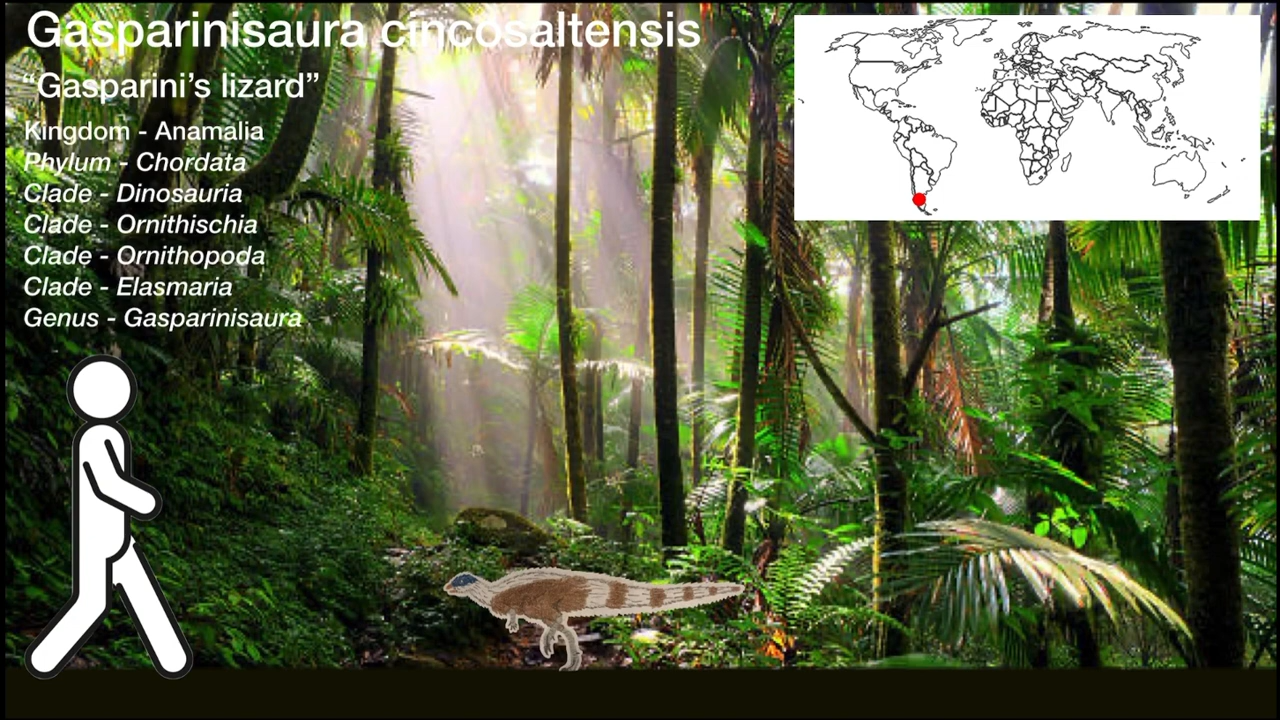 Gasparinisaura cincosaltensis
“Gasparini’s lizard”
Kingdom - Anamalia
Phylum - Chordata
Clade - Dinosauria
Clade - Ornithischia
Clade - Ornithopoda
Clade - Elasmaria
Genus - Gasparinisaura